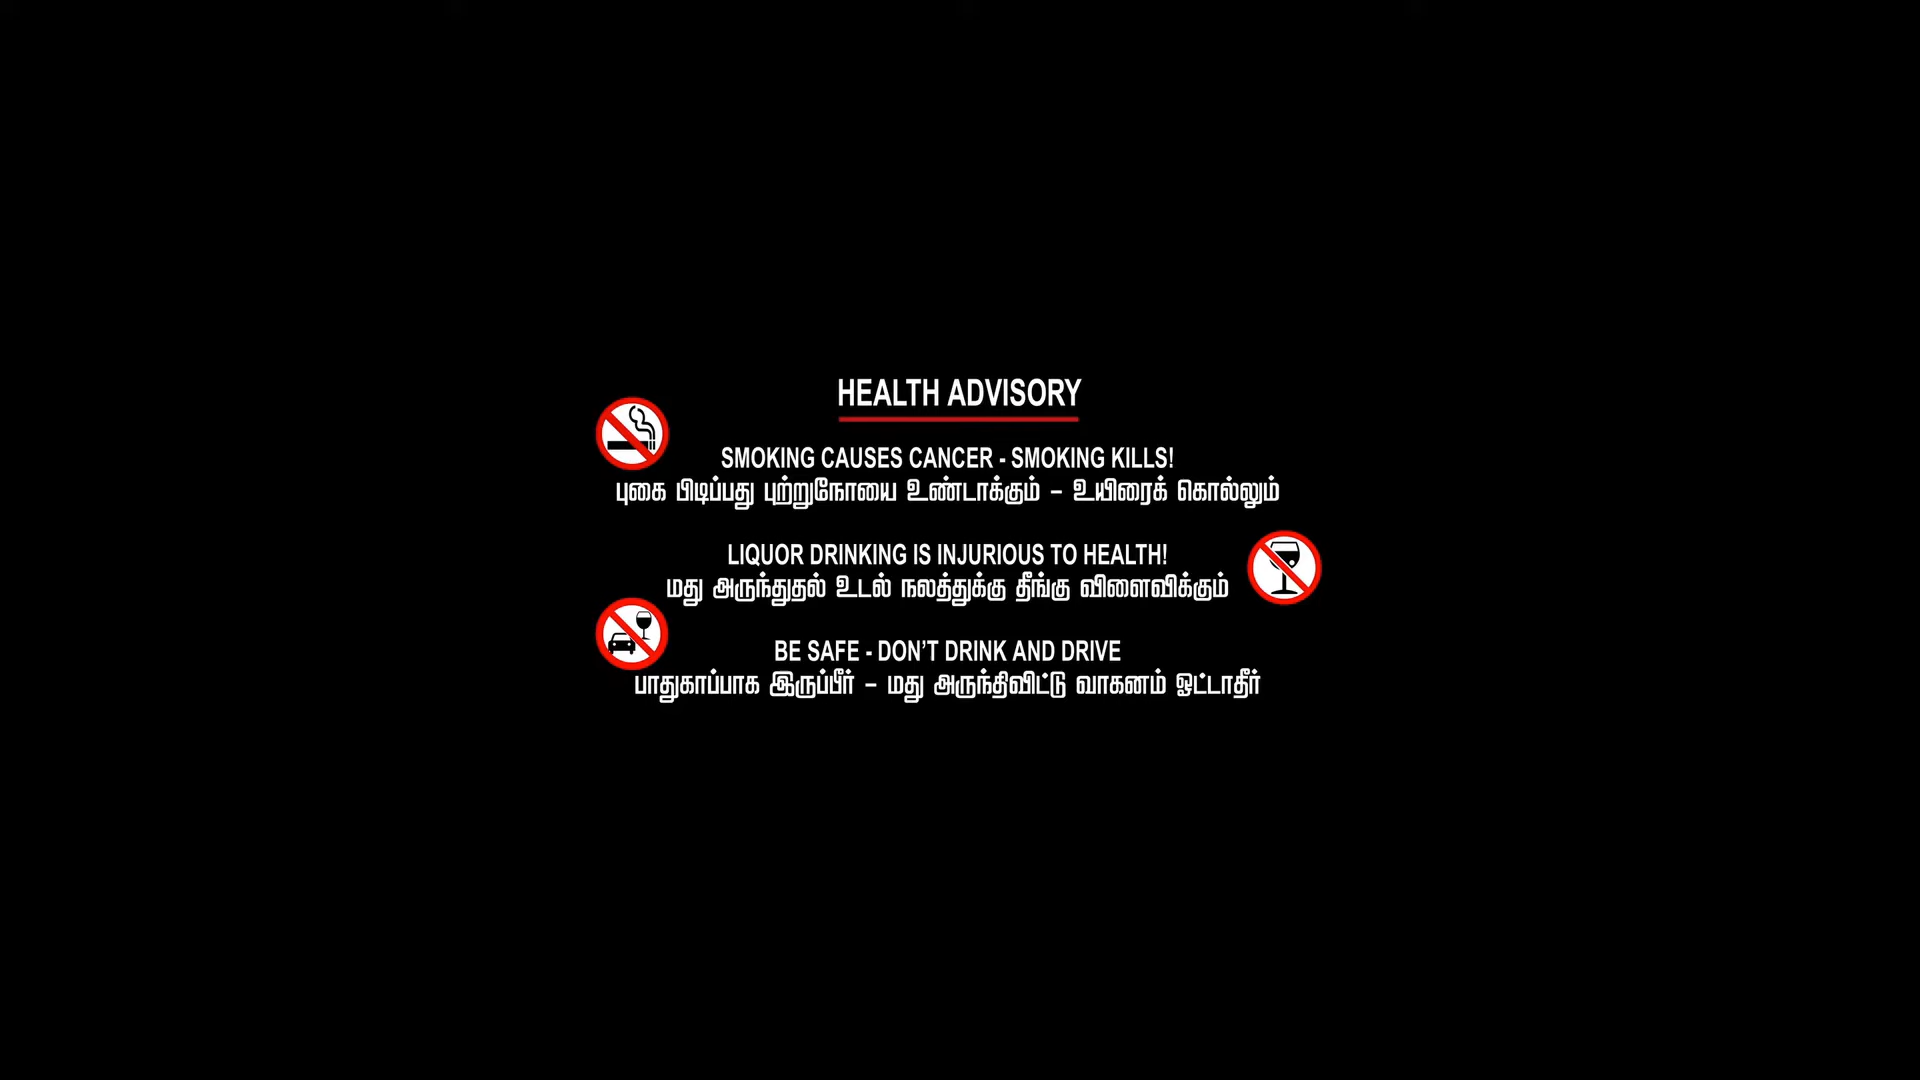 HEALTH ADVISORY
SMOKING CAUSES CANCER - SMOKING KILLS!
புகை பிடிப்பது புற்றுநோயை உண்டாக்கும் – உயிரைக் கொல்லும்
LIQUOR DRINKING IS INJURIOUS TO HEALTH!
மது அருந்துதல் உடல் நலத்துக்கு தீங்கு விளைவிக்கும்
BE SAFE - DON'T DRINK AND DRIVE
பாதுகாப்பாக இருப்பீர் – மது அருந்திவிட்டு வாகனம் ஓட்டாதீர்